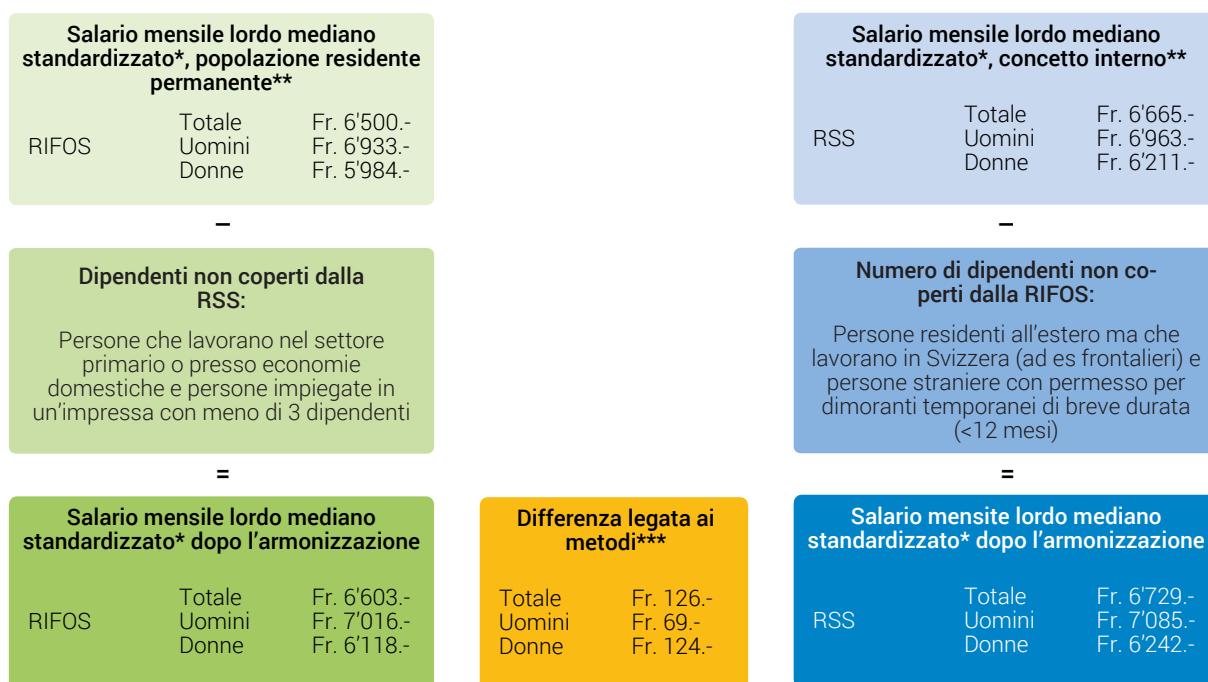 Salario mensile lordo mediano
standardizzato*, popolazione residente
permanente**
RIFOS
Totale Fr. 6'500.-
Uomini Fr. 6'933.-
Donne Fr. 5'984.-
–
Dipendenti non coperti dalla
RSS:
Persone che lavorano nel settore
primario o presso economie
domestiche e persone impiegate in
un'impressa con meno di 3 dipendenti
=
Salario mensile lordo mediano
standardizzato* dopo l'armonizzazione
RIFOS
Totale Fr. 6'603.-
Uomini Fr. 7'016.-
Donne Fr. 6'118.-
Differenza legata ai
metodi***
Totale Fr. 126.-
Uomini Fr. 69.-
Donne Fr. 124.-
Salario mensile lordo mediano
standardizzato*, concetto interno**
RSS
Totale Fr. 6'665.-
Uomini Fr. 6'963.-
Donne Fr. 6'211.-
–
Numero di dipendenti non co-
perti dalla RIFOS:
Persone residenti all'estero ma che
lavorano in Svizzera (ad es frontalieri) e
persone straniere con permesso per
dimoranti temporanei di breve durata
(<12 mesi)
=
Salario mensite lordo mediano
standardizzato* dopo l'armonizzazione
RSS
Totale Fr. 6'729.-
Uomini Fr. 7'085.-
Donne Fr. 6'242.-